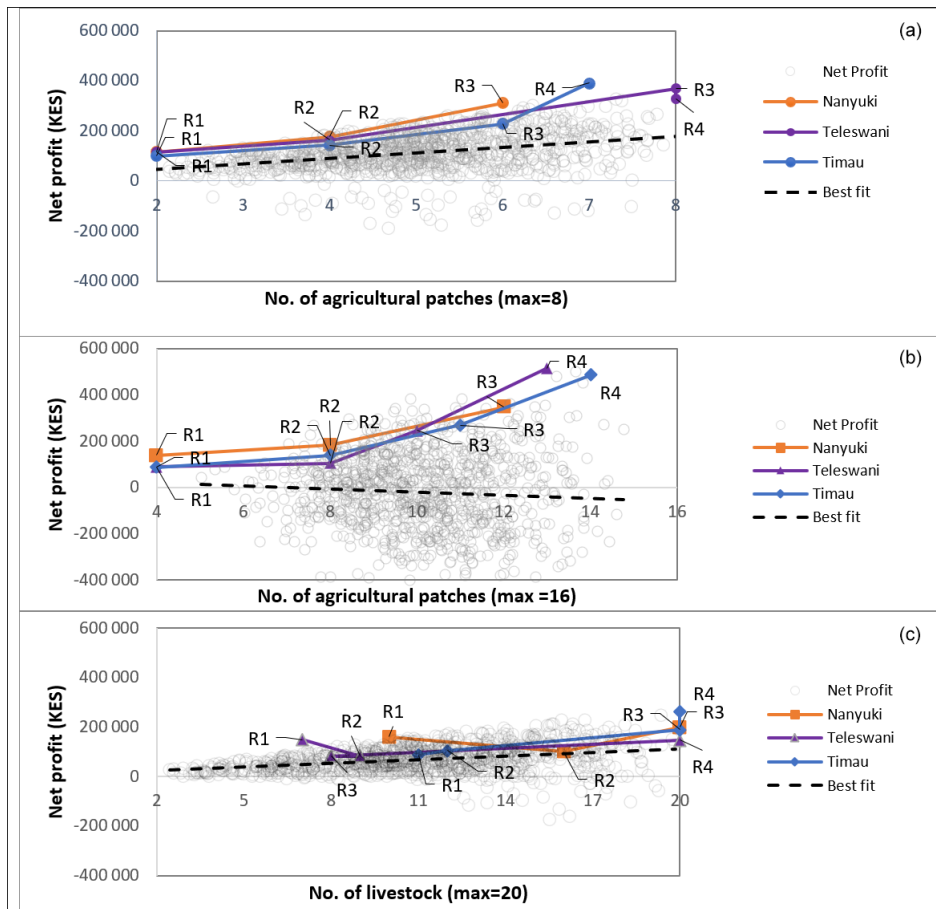 (a)
600 000
400 000
200 000
0
-200 000
-400 000
Net profit (KES)
2 3 4 5 6 7 8
R1
R1
R1
R2
R2
R2
R3
R3
R4
R3
R4
Net Profit
Nanyuki
Teleswani
Timau
Best fit
No. of agricultural patches (max=8)
(b)
600 000
400 000
200 000
0
-200 000
-400 000
Net profit (KES)
4 6 8 10 12 14 16
R1
R1
R1
R2
R2
R2
R3
R3
R3
R4
R4
Net Profit
Nanyuki
Teleswani
Timau
Best fit
No. of agricultural patches (max =16)
(c)
600 000
400 000
200 000
0
-200 000
-400 000
Net profit (KES)
2 5 8 11 14 17 20
R1
R2
R3
R1
R1
R2
R2
R3
R4
R3
R4
Net Profit
Nanyuki
Teleswani
Timau
Best fit
No. of livestock (max=20)